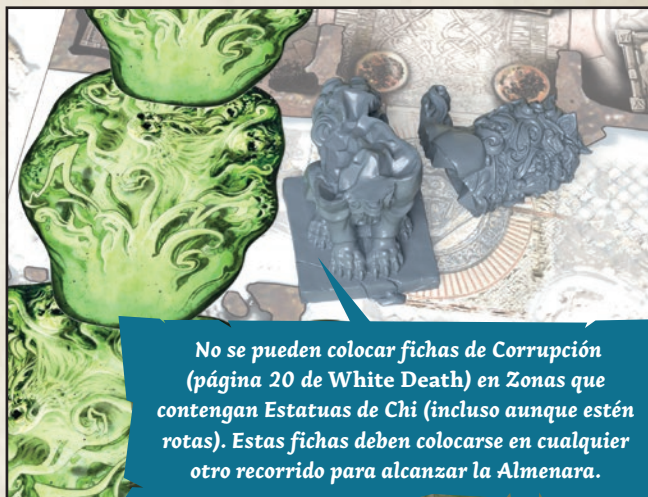 No se pueden colocar fichas de Corrupción
(página 20 de White Death) en Zonas que
contengan Estatuas de Chi (incluso aunque estén
rotas). Estas fichas deben colocarse en cualquier
otro recorrido para alcanzar la Almenara.